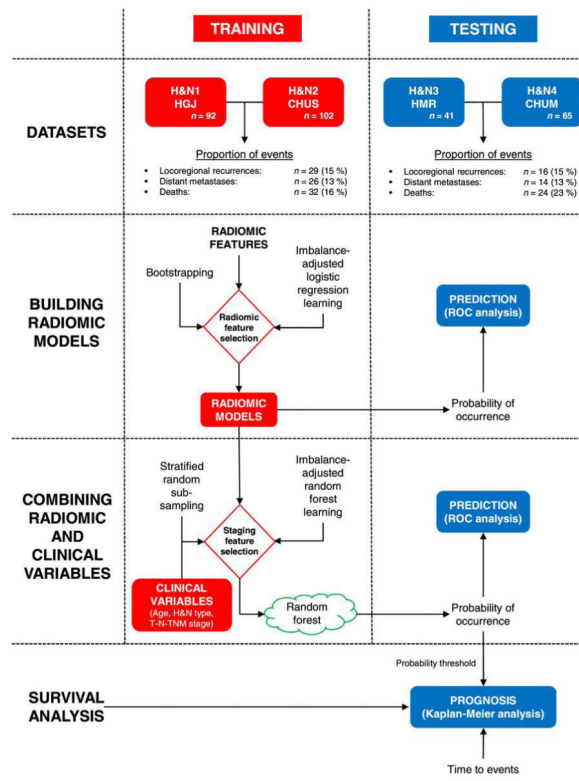 TRAINING
TESTING
DATASETS
H&N1
HGJ
n = 92
H&N2
CHUS
n = 102
H&N3
HMR
n = 41
H&N4
CHUM
n = 65
Proportion of events
• Locoregional recurrences: n = 29 (15 %)
• Distant metastases: n = 26 (13 %)
• Deaths: n = 32 (16 %)
Proportion of events
• Locoregional recurrences: n = 16 (15 %)
• Distant metastases: n = 14 (13 %)
• Deaths: n = 24 (23 %)
BUILDING
RADIOMIC
MODELS
RADIOMIC
FEATURES
Bootstrapping
Imbalance-
adjusted
logistic
regression
learning
Radiomic
feature
selection
RADIOMIC
MODELS
PREDICTION
(ROC analysis)
Probability of
occurrence
COMBINING
RADIOMIC
AND
CLINICAL
VARIABLES
Stratified
random
sub-
sampling
Imbalance-
adjusted
random
forest
learning
Staging
feature
selection
CLINICAL
VARIABLES
(Age, H&N type,
T-N-TNM stage)
Random
forest
PREDICTION
(ROC analysis)
Probability of
occurrence
SURVIVAL
ANALYSIS
Probability threshold
PROGNOSIS
(Kaplan-Meier analysis)
Time to events